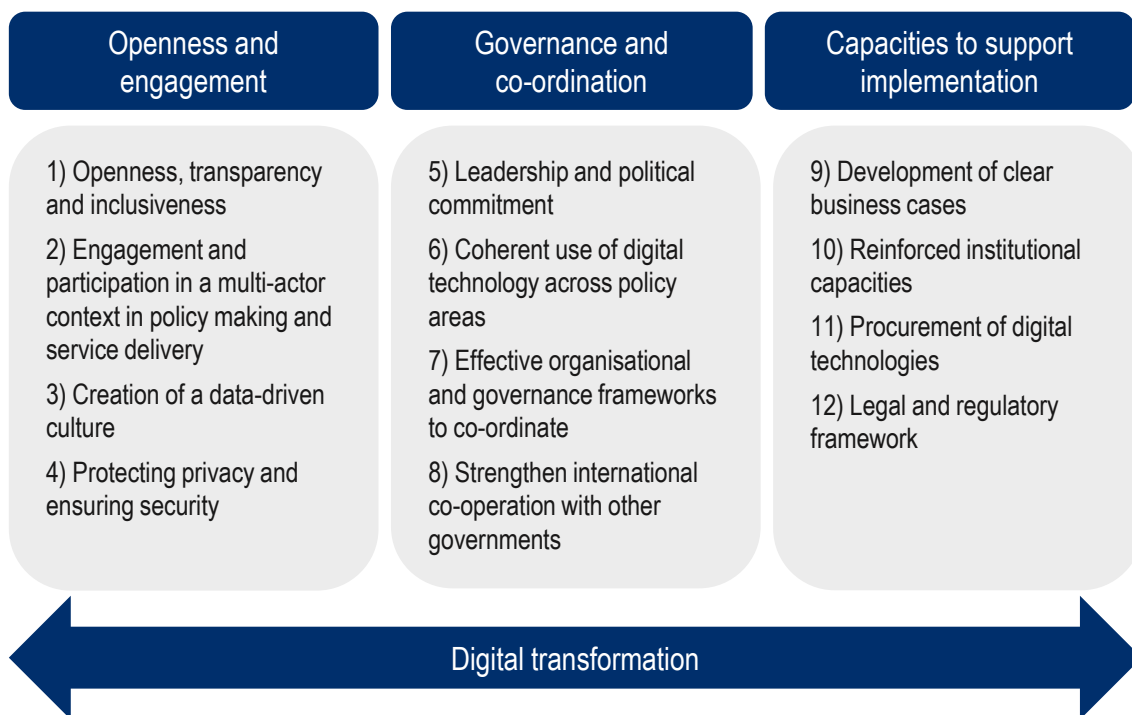 Openness and
engagement
Governance and
co-ordination
Capacities to support
implementation
1) Openness, transparency
and inclusiveness
2) Engagement and
participation in a multi-actor
context in policy making and
service delivery
3) Creation of a data-driven
culture
4) Protecting privacy and
ensuring security
5) Leadership and political
commitment
6) Coherent use of digital
technology across policy
areas
7) Effective organisational
and governance frameworks
to co-ordinate
8) Strengthen international
co-operation with other
governments
9) Development of clear
business cases
10) Reinforced institutional
capacities
11) Procurement of digital
technologies
12) Legal and regulatory
framework
Digital transformation